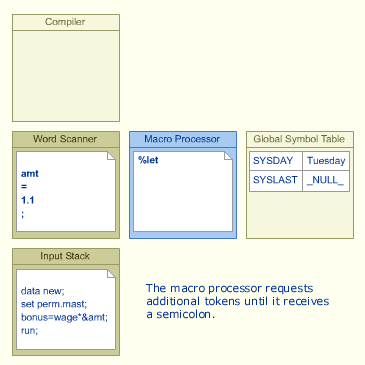 Compiler
Word Scanner
amt
=
1.1
;
Macro Processor
%let
Global Symbol Table
SYSDAY Tuesday
SYSLAST _NULL_
Input Stack
data new;
set perm.mast;
bonus=wage*&amt;
run;
The macro processor requests
additional tokens until it receives
a semicolon.